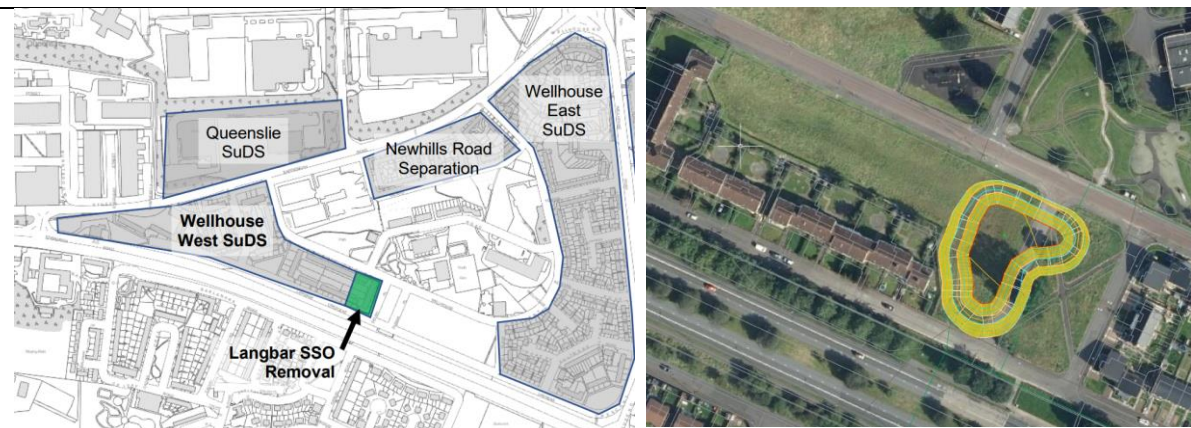 Wellhouse
East
SuDS
Queenslie
SuDS
Newhills Road
Separation
Wellhouse
West SuDS
Langbar SSO
Removal